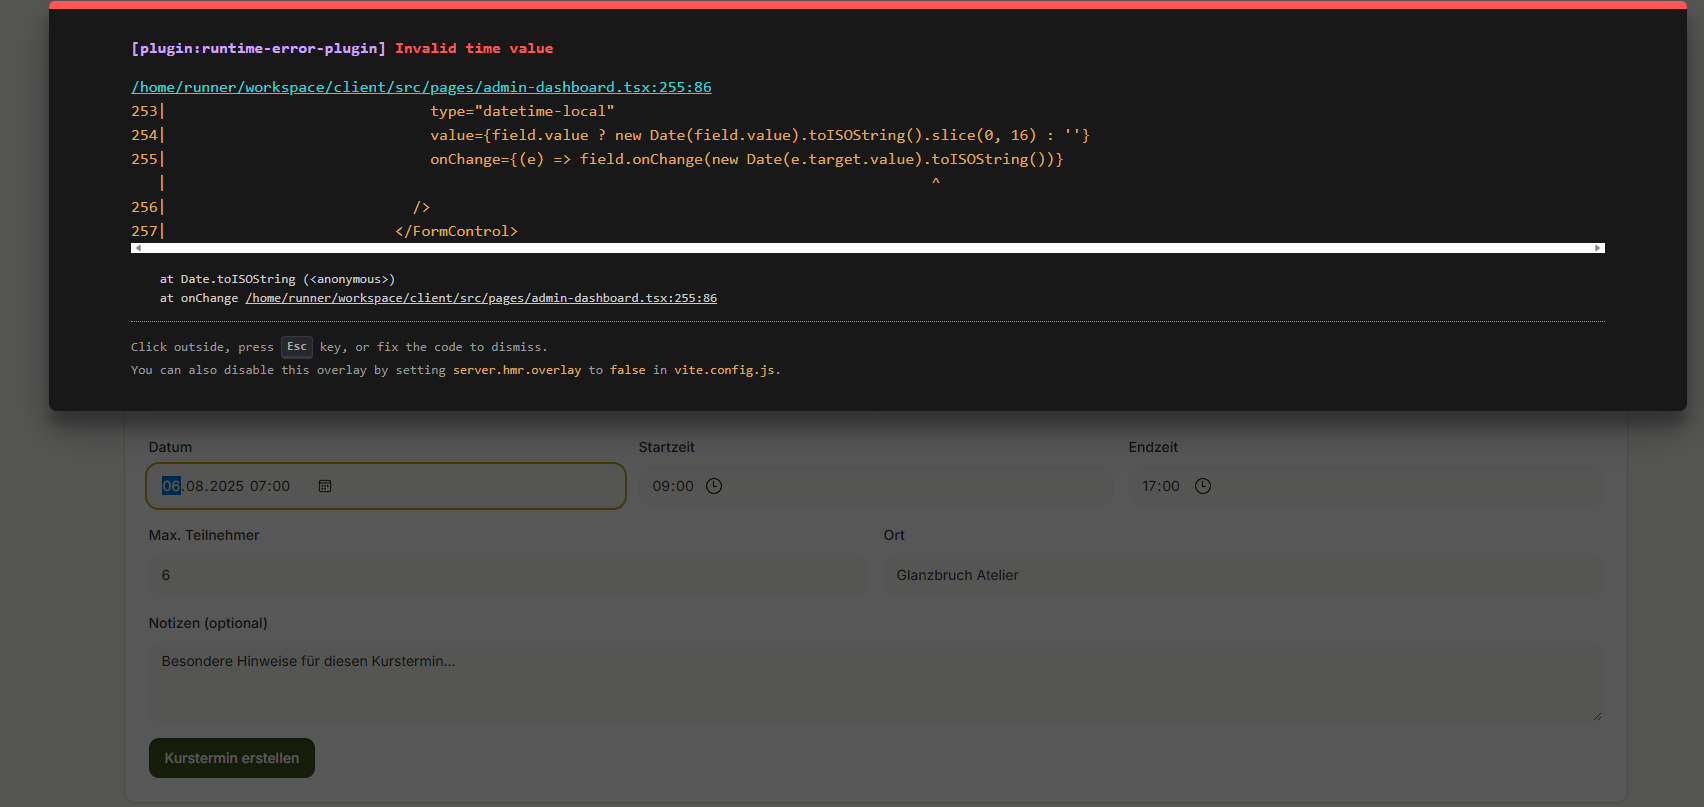 [plugin:runtime-error-plugin] Invalid time value
/home/runner/workspace/client/src/pages/admin-dashboard.tsx:255:86
253|                               type="datetime-local"
254|                               value={field.value ? new Date(field.value).toISOString().slice(0, 16) : ''}
255|                               onChange={(e) => field.onChange(new Date(e.target.value).toISOString())}
   |                                                                                        ^
256|                             />
257|                           </FormControl>
at Date.toISOString (<anonymous>)
at onChange /home/runner/workspace/client/src/pages/admin-dashboard.tsx:255:86
Click outside, press Esc key, or fix the code to dismiss.
You can also disable this overlay by setting server.hmr.overlay to false in vite.config.js.
Datum Startzeit Endzeit
06.08.2025 07:00 09:00 17:00
Max. Teilnehmer Ort
6 Glanzbruch Atelier
Notizen (optional)
Besondere Hinweise für diesen Kurstermin...
Kurstermin erstellen